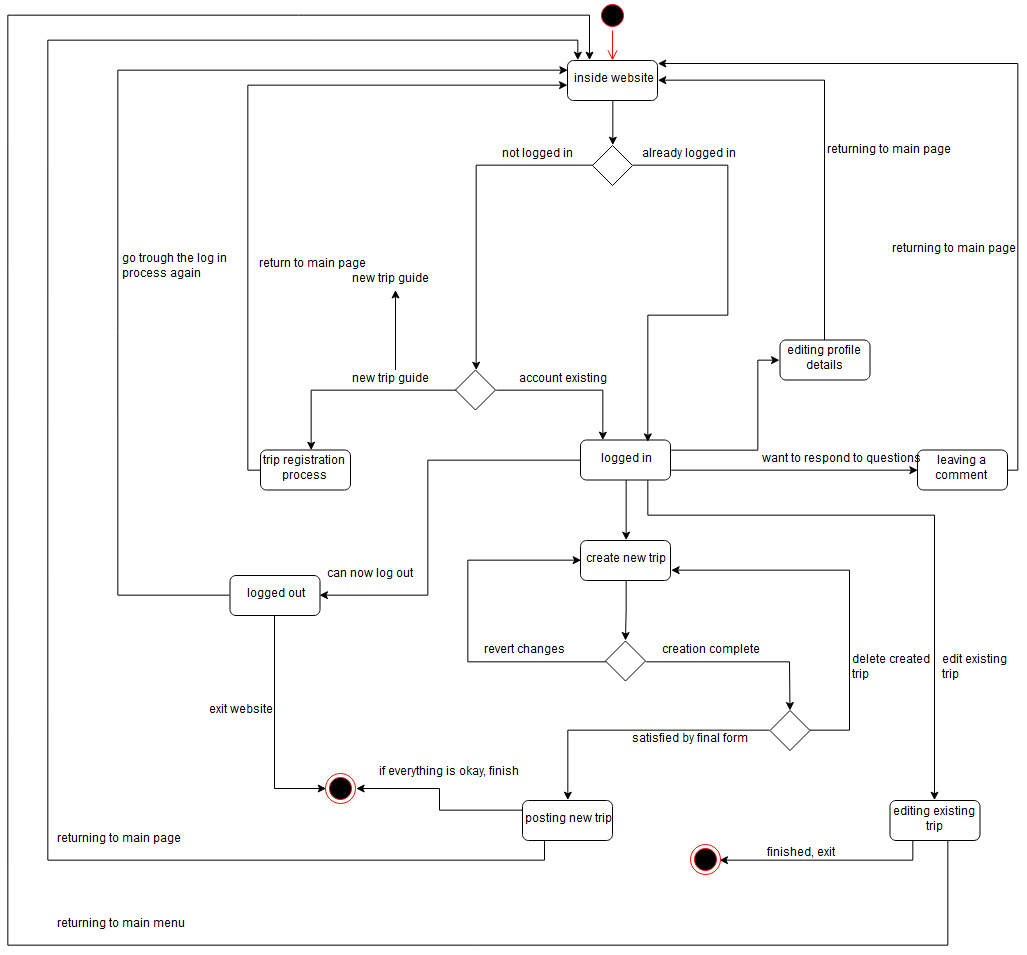 inside website
not logged in
already logged in
returning to main page
returning to main page
go trough the log in
process again
return to main page
new trip guide
editing profile
details
new trip guide
account existing
logged in
want to respond to questions
leaving a
comment
trip registration
process
create new trip
can now log out
logged out
revert changes
creation complete
delete created
trip
edit existing
trip
exit website
satisfied by final form
if everything is okay, finish
posting new trip
editing existing
trip
returning to main page
finished, exit
returning to main menu